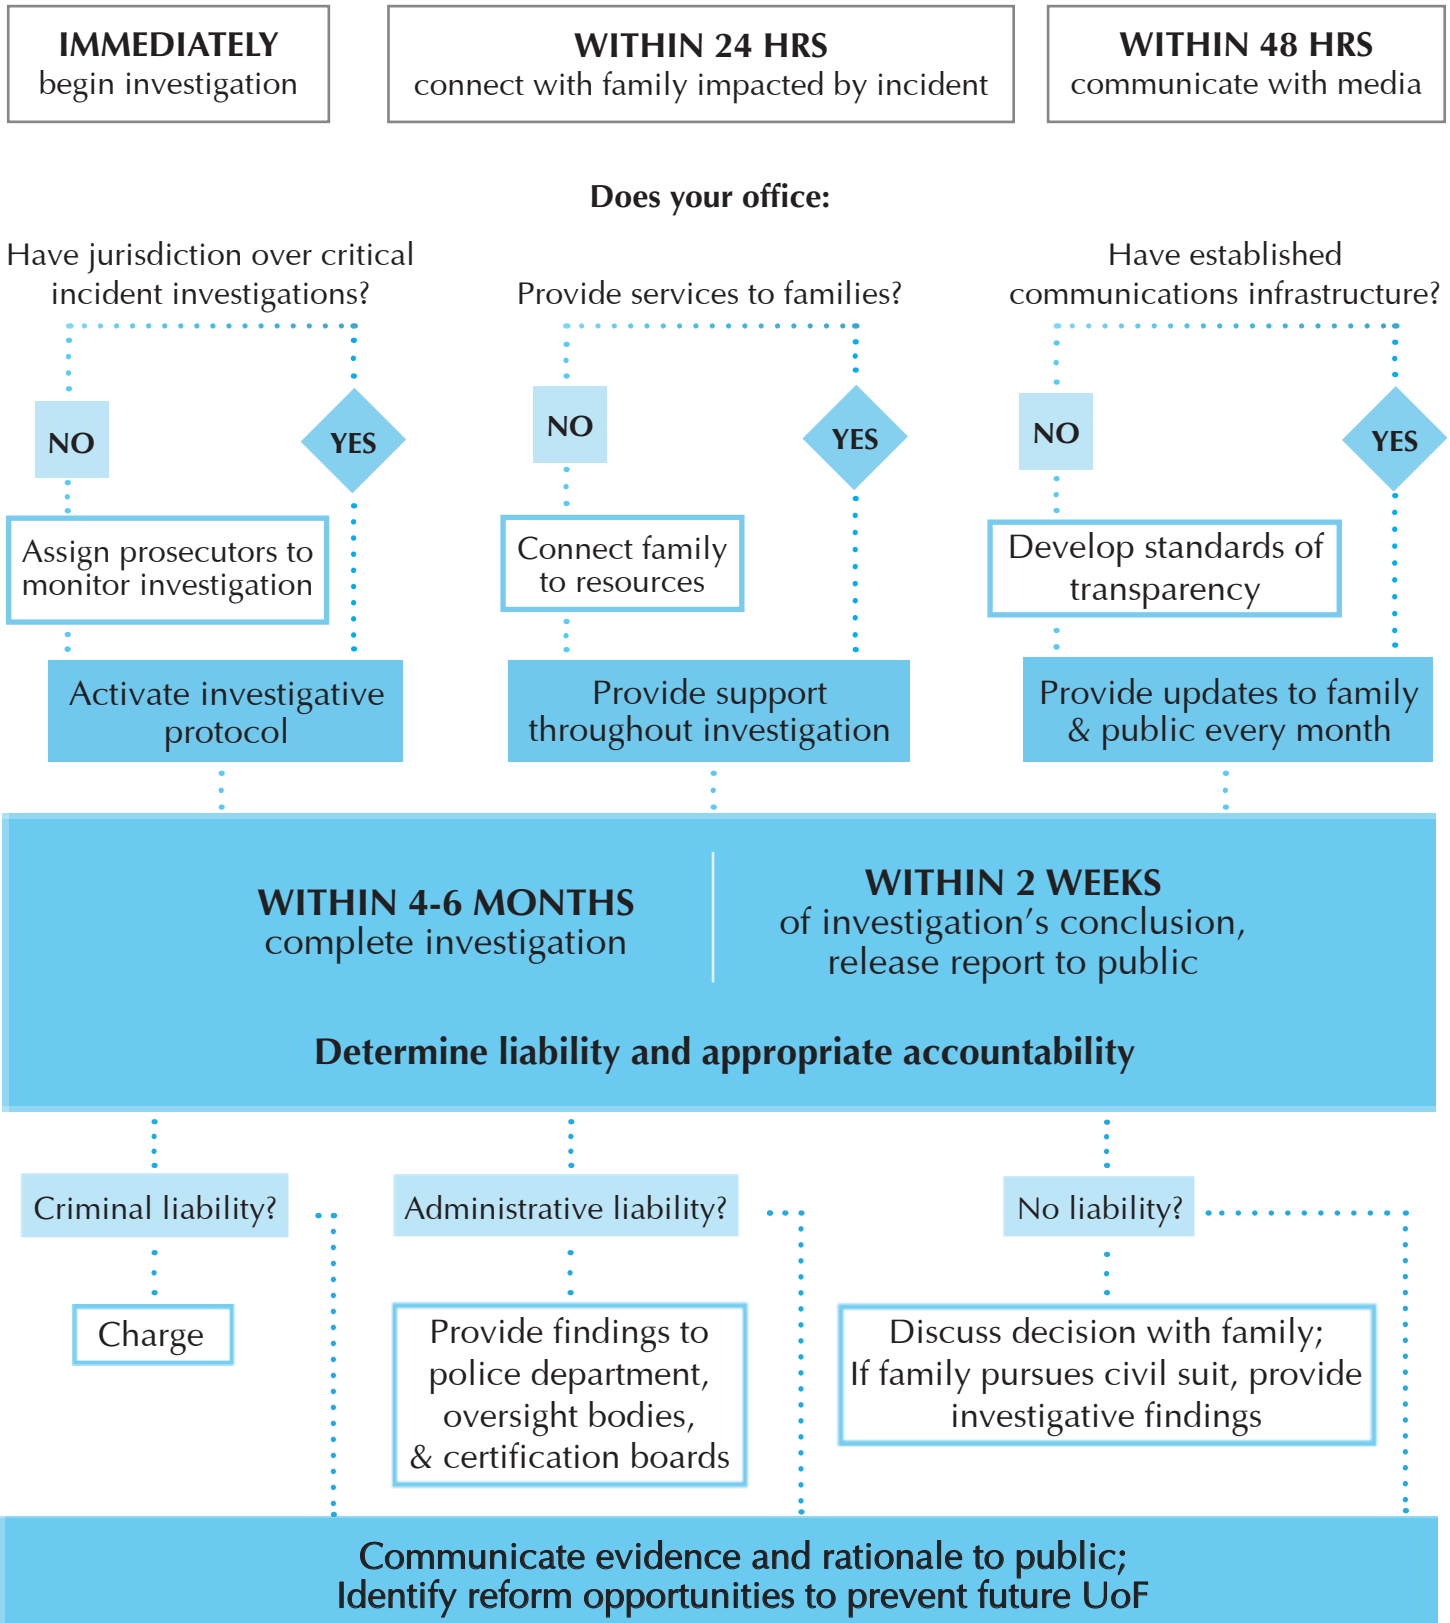 IMMEDIATELY
begin investigation
WITHIN 24 HRS
connect with family impacted by incident
WITHIN 48 HRS
communicate with media
Does your office:
Have jurisdiction over critical
incident investigations?
Provide services to families?
Have established
communications infrastructure?
NO
YES
NO
YES
NO
YES
Assign prosecutors to
monitor investigation
Connect family
to resources
Develop standards of
transparency
Activate investigative
protocol
Provide support
throughout investigation
Provide updates to family
& public every month
WITHIN 4-6 MONTHS
complete investigation
WITHIN 2 WEEKS
of investigation’s conclusion,
release report to public
Determine liability and appropriate accountability
Criminal liability?
Administrative liability?
No liability?
Charge
Provide findings to
police department,
oversight bodies,
& certification boards
Discuss decision with family;
If family pursues civil suit, provide
investigative findings
Communicate evidence and rationale to public;
Identify reform opportunities to prevent future UoF